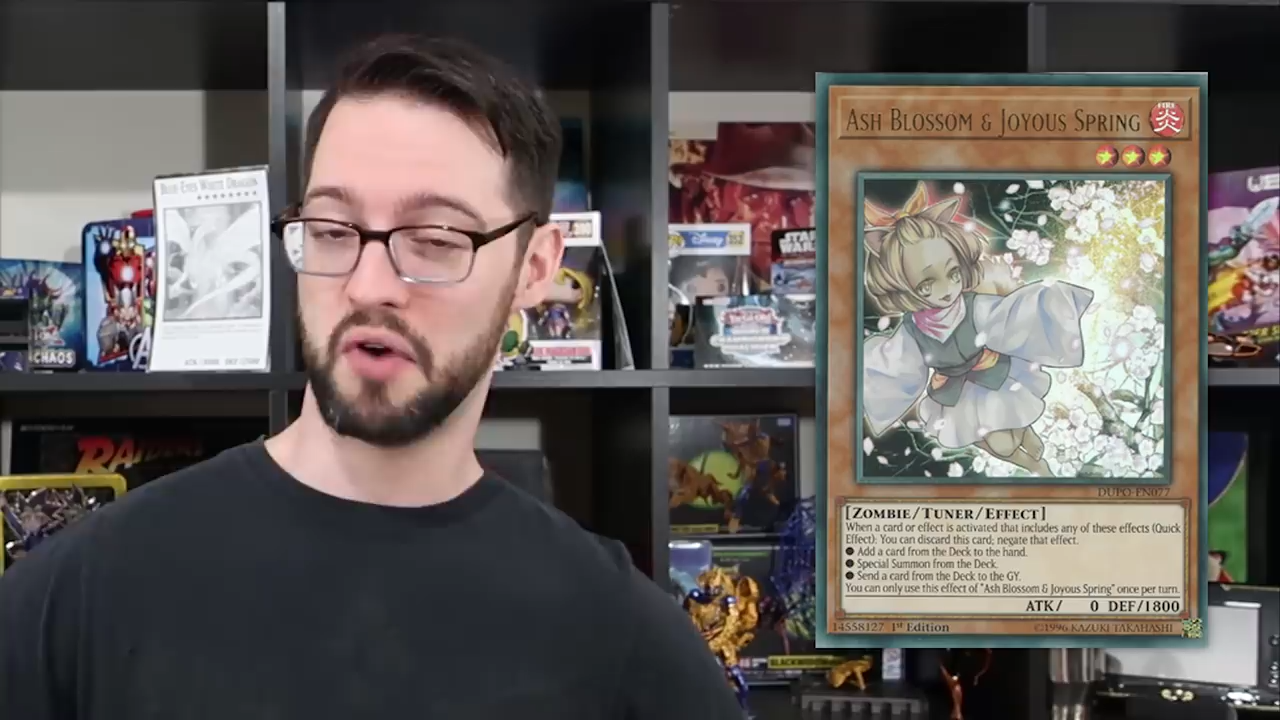 ASH BLOSSOM & JOYOUS SPRING
炎
BLUE-EYES WHITE DRAGON
Disney
STAR WARS
CHAOS
RAIDERS
DUPO-EN077
[ZOMBIE/TUNER/EFFECT]
When a card or effect is activated that includes any of these effects (Quick
Effect): You can discard this card; negate that effect.
● Add a card from the Deck to the hand.
● Special Summon from the Deck.
● Send a card from the Deck to the GY.
You can only use this effect of "Ash Blossom & Joyous Spring" once per turn.
ATK/ 0 DEF/1800
14558127 1st Edition ©1996 KAZUKI TAKAHASHI